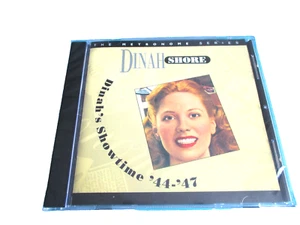 THE METRONOME SERIES
DINAH SHORE
Dinah's Showtime '44-'47